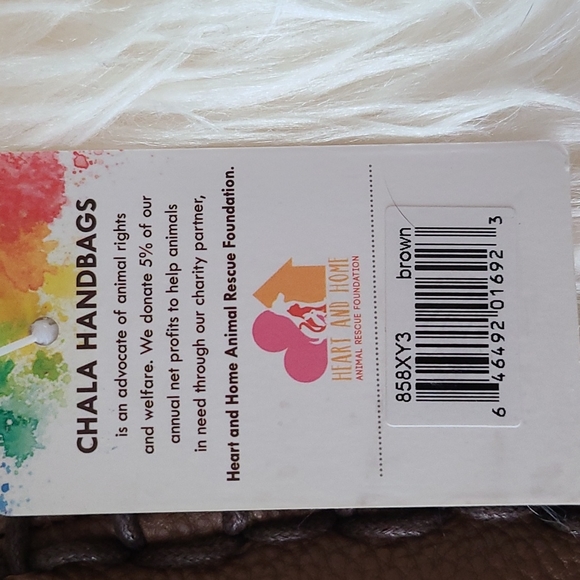 CHALA HANDBAGS
is an advocate of animal rights
and welfare. We donate 5% of our
annual net profits to help animals
in need through our charity partner,
Heart and Home Animal Rescue Foundation.
HEART AND HOME
ANIMAL RESCUE FOUNDATION
858XY3 brown
6 46492 01692 3